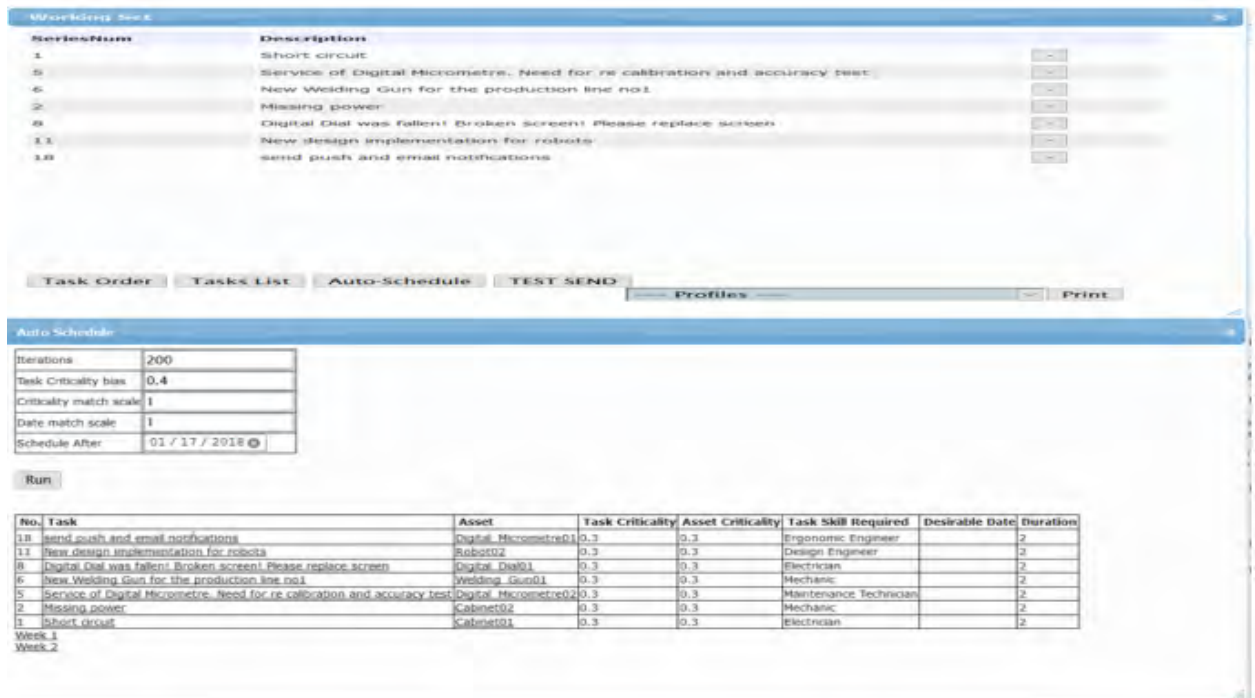 Working Set
SeriesNum Description
1 Short circuit -
5 Service of Digital Micrometre. Need for re calibration and accuracy test -
6 New Welding Gun for the production line no1 -
2 Missing power -
8 Digital Dial was fallen! Broken screen! Please replace screen -
11 New design implementation for robots -
18 send push and email notifications -
Task Order Tasks List Auto-Schedule TEST SEND
---- Profiles ---- Print
Auto Schedule
Iterations 200
Task Criticality bias 0.4
Criticality match scale 1
Date match scale 1
Schedule After 01 / 17 / 2018
Run
No. Task Asset Task Criticality Asset Criticality Task Skill Required Desirable Date Duration
18 send push and email notifications Digital_Micrometre01 0.3 0.3 Ergonomic Engineer 2
11 New design implementation for robots Robot02 0.3 0.3 Design Engineer 2
8 Digital Dial was fallen! Broken screen! Please replace screen Digital_Dial01 0.3 0.3 Electrician 2
6 New Welding Gun for the production line no1 Welding_Gun01 0.3 0.3 Mechanic 2
5 Service of Digital Micrometre. Need for re calibration and accuracy test Digital_Micrometre02 0.3 0.3 Maintenance Technician 2
2 Missing power Cabinet02 0.3 0.3 Mechanic 2
1 Short circuit Cabinet01 0.3 0.3 Electrician 2
Week 1
Week 2